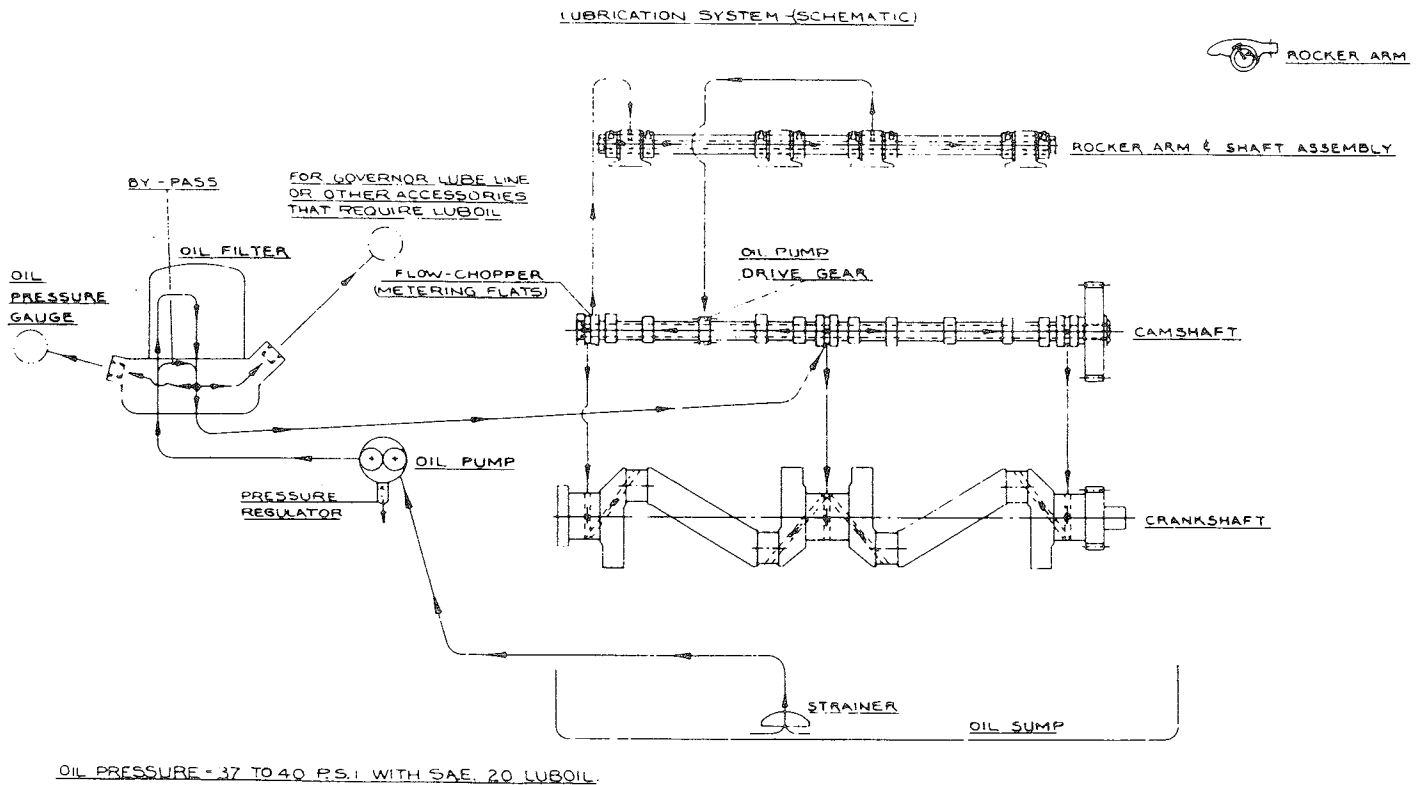 LUBRICATION SYSTEM (SCHEMATIC)
ROCKER ARM
ROCKER ARM & SHAFT ASSEMBLY
BY-PASS
FOR GOVERNOR LUBE LINE
OR OTHER ACCESSORIES
THAT REQUIRE LUBOIL
OIL FILTER
OIL
PRESSURE
GAUGE
FLOW-CHOPPER
(METERING FLATS)
OIL PUMP
DRIVE GEAR
CAMSHAFT
OIL PUMP
PRESSURE
REGULATOR
CRANKSHAFT
STRAINER
OIL SUMP
OIL PRESSURE - 37 TO 40 P.S.I WITH S.A.E. 20 LUBOIL.